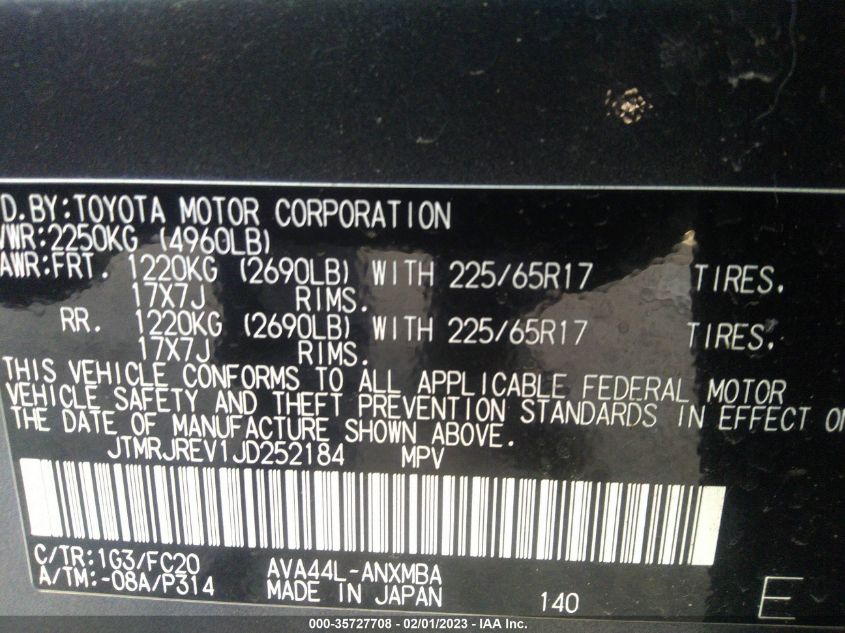 D.BY:TOYOTA MOTOR CORPORATION
VWR:2250KG (4960LB)
AWR:FRT. 1220KG (2690LB) WITH 225/65R17 TIRES.
17X7J RIMS.
RR. 1220KG (2690LB) WITH 225/65R17 TIRES.
17X7J RIMS.
THIS VEHICLE CONFORMS TO ALL APPLICABLE FEDERAL MOTOR
VEHICLE SAFETY AND THEFT PREVENTION STANDARDS IN EFFECT ON
THE DATE OF MANUFACTURE SHOWN ABOVE.
JTMRJREV1JD252184 MPV
C/TR:1G3/FC20
A/TM:-08A/P314
AVA44L-ANXMBA
MADE IN JAPAN
140
E
000-35727708 - 02/01/2023 - IAA Inc.